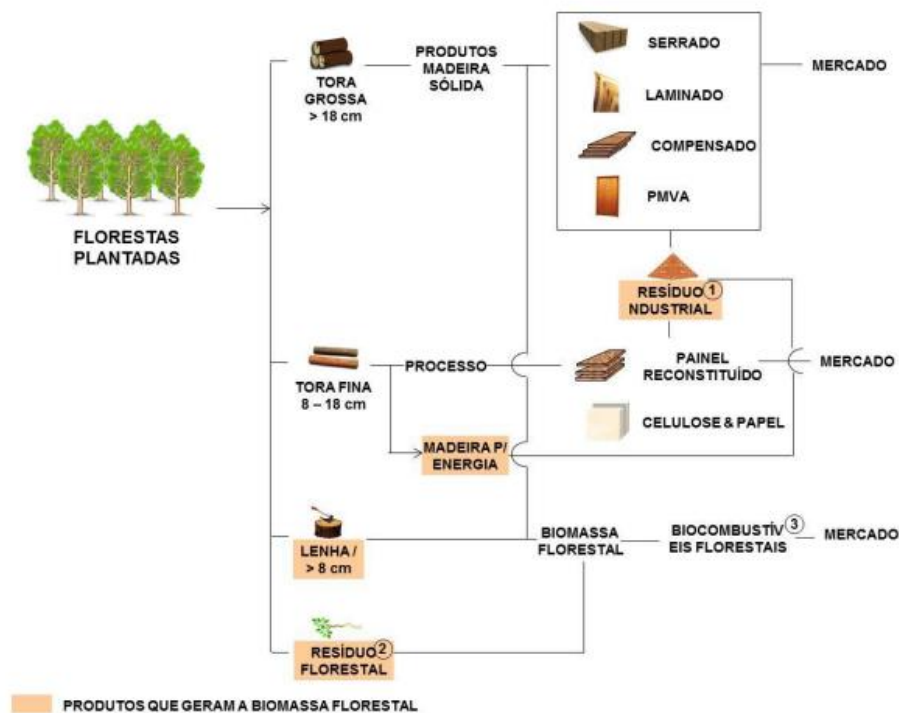 FLORESTAS
PLANTADAS
TORA
GROSSA
> 18 cm
PRODUTOS
MADEIRA
SÓLIDA
SERRADO
LAMINADO
COMPENSADO
PMVA
MERCADO
RESÍDUO 1
NDUSTRIAL
TORA FINA
8 – 18 cm
PROCESSO
PAINEL
RECONSTITUÍDO
MERCADO
CELULOSE & PAPEL
MADEIRA P/
ENERGIA
LENHA /
> 8 cm
BIOMASSA
FLORESTAL
BIOCOMBUSTÍV 3
EIS FLORESTAIS
MERCADO
RESÍDUO 2
FLORESTAL
PRODUTOS QUE GERAM A BIOMASSA FLORESTAL